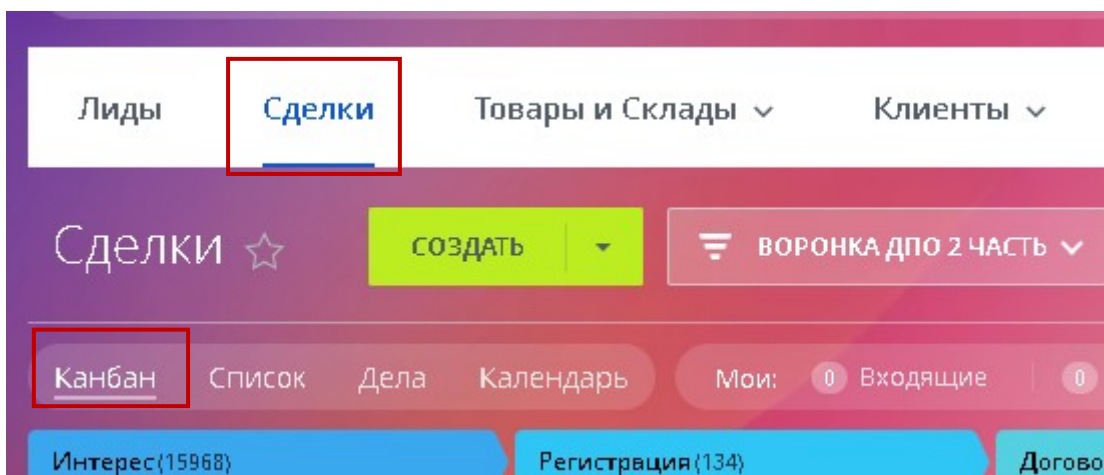 Лиды Сделки Товары и Склады Клиенты
Сделки СОЗДАТЬ ВОРОНКА ДПО 2 ЧАСТЬ
Канбан Список Дела Календарь Мои: 0 Входящие 0
Интерес (15968) Регистрация (134) Догово